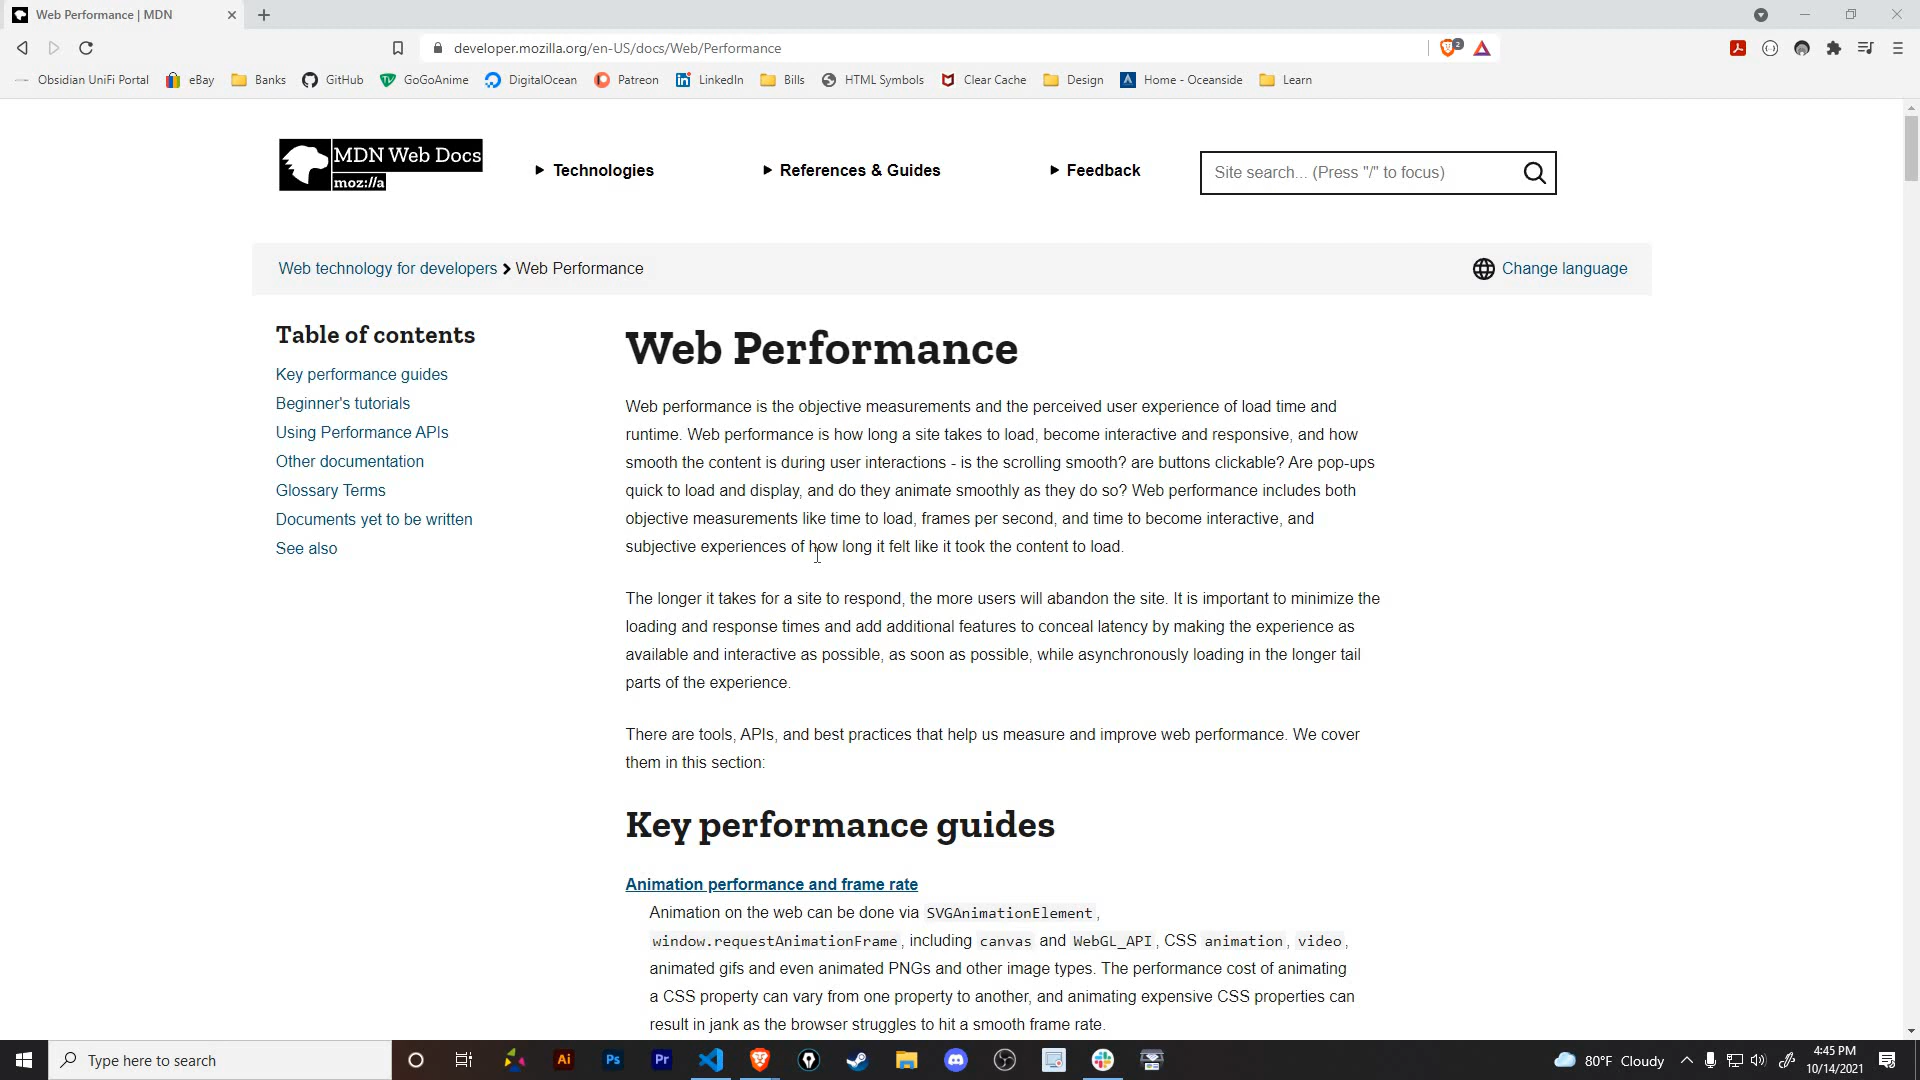 Web Performance | MDN
developer.mozilla.org/en-US/docs/Web/Performance
2
Obsidian UniFi Portal eBay Banks GitHub GoGoAnime DigitalOcean Patreon LinkedIn Bills HTML Symbols Clear Cache Design Home - Oceanside Learn
MDN Web Docs
moz://a
Technologies References & Guides Feedback Site search... (Press "/" to focus)
Web technology for developers Web Performance Change language
Table of contents
Key performance guides
Beginner's tutorials
Using Performance APIs
Other documentation
Glossary Terms
Documents yet to be written
See also
Web Performance
Web performance is the objective measurements and the perceived user experience of load time and
runtime. Web performance is how long a site takes to load, become interactive and responsive, and how
smooth the content is during user interactions - is the scrolling smooth? are buttons clickable? Are pop-ups
quick to load and display, and do they animate smoothly as they do so? Web performance includes both
objective measurements like time to load, frames per second, and time to become interactive, and
subjective experiences of how long it felt like it took the content to load.
The longer it takes for a site to respond, the more users will abandon the site. It is important to minimize the
loading and response times and add additional features to conceal latency by making the experience as
available and interactive as possible, as soon as possible, while asynchronously loading in the longer tail
parts of the experience.
There are tools, APIs, and best practices that help us measure and improve web performance. We cover
them in this section:
Key performance guides
Animation performance and frame rate
Animation on the web can be done via SVGAnimationElement,
window.requestAnimationFrame, including canvas and WebGL_API, CSS animation, video,
animated gifs and even animated PNGs and other image types. The performance cost of animating
a CSS property can vary from one property to another, and animating expensive CSS properties can
result in jank as the browser struggles to hit a smooth frame rate.
Type here to search
Ai Ps Pr
80°F Cloudy
4:45 PM
10/14/2021